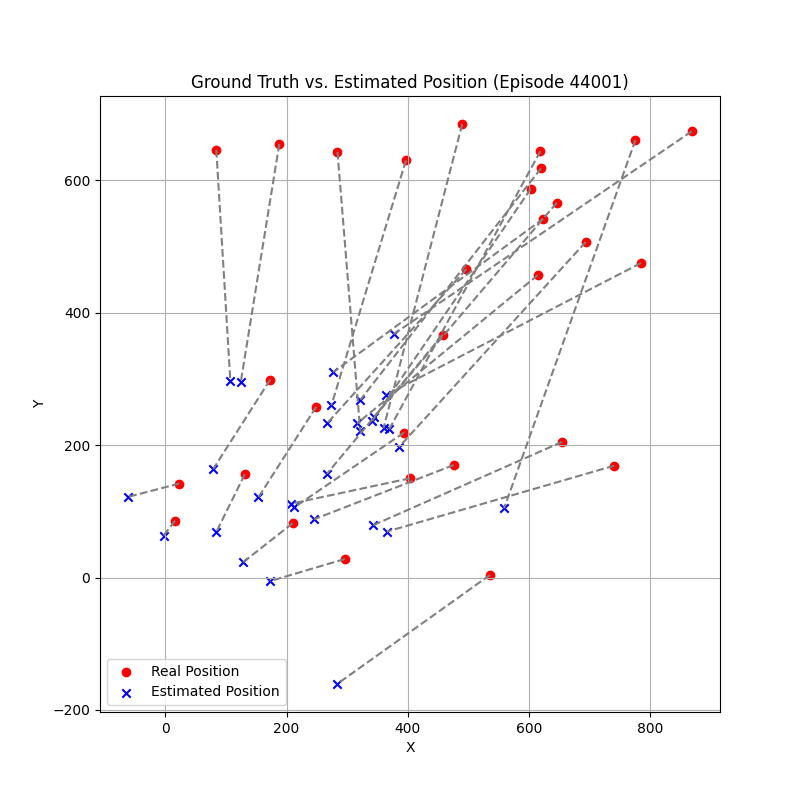 Ground Truth vs. Estimated Position (Episode 44001)
Y
600
400
200
0
−200
Real Position
Estimated Position
0 200 400 600 800
X